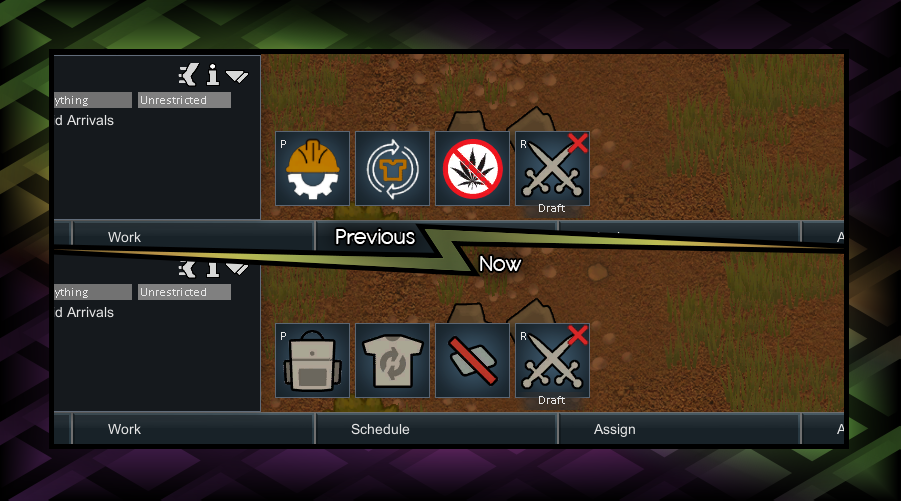 ything Unrestricted
d Arrivals
P
R
Draft
Work
Previous
Now
ything Unrestricted
d Arrivals
P
R
Draft
Work Schedule Assign A